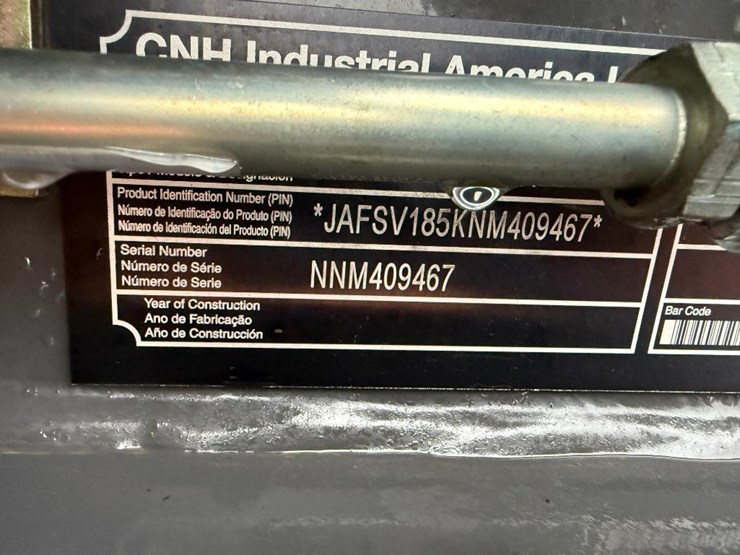 CNH Industrial America
Product Identification Number (PIN)
Número de Identificação do Produto (PIN)
Número de Identificación del Producto (PIN)
*JAFSV185KNM409467*
Serial Number
Número de Série
Número de Serie
NNM409467
Year of Construction
Ano de Fabricação
Año de Construcción
Bar Code